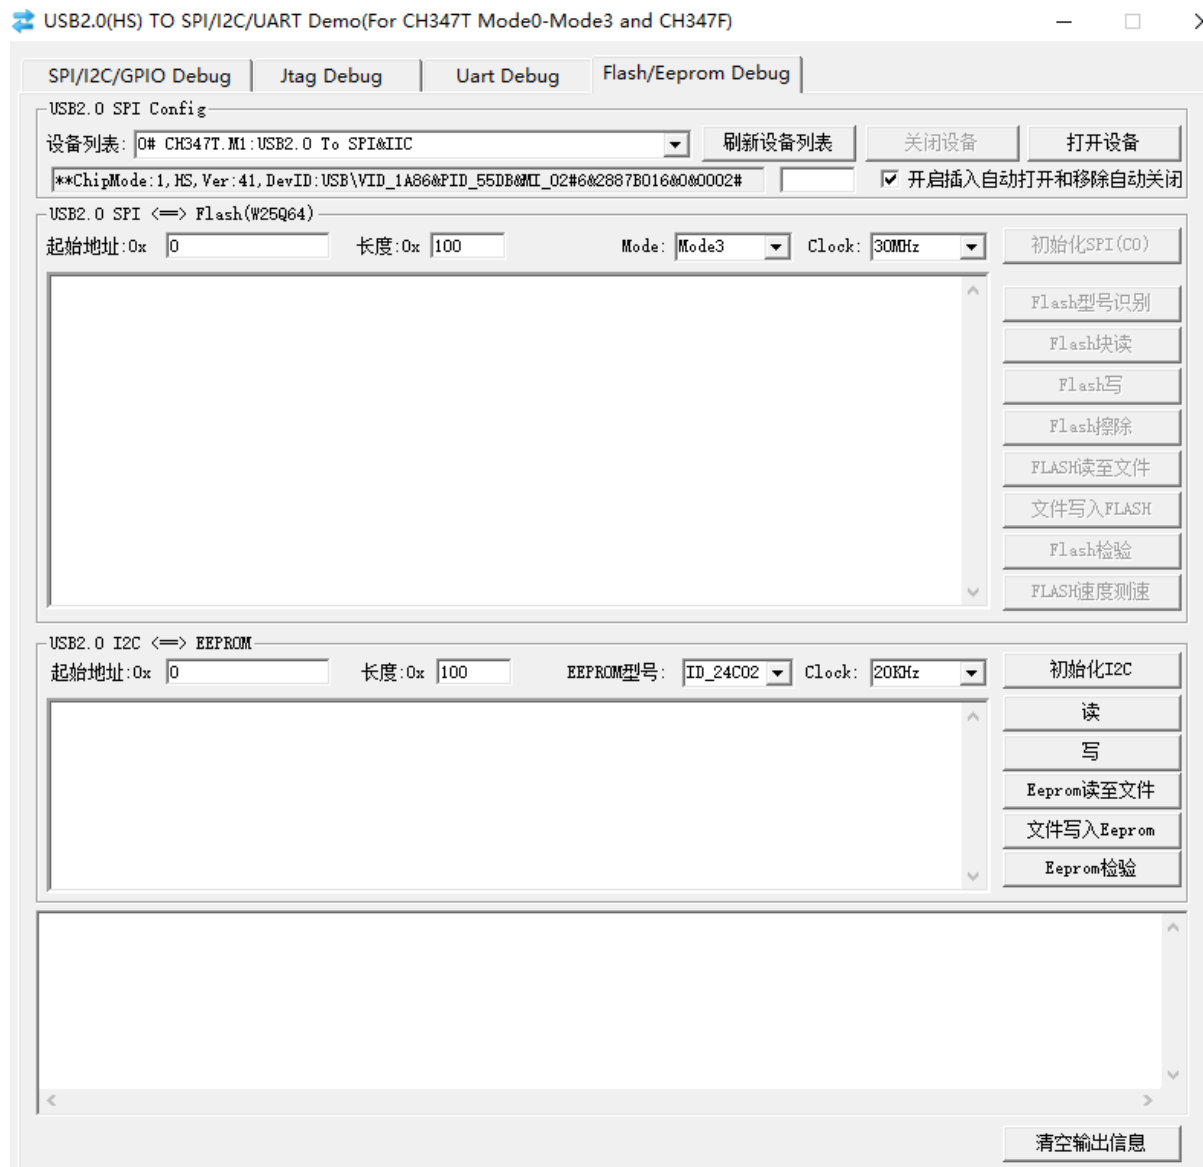 USB2.0(HS) TO SPI/I2C/UART Demo(For CH347T Mode0-Mode3 and CH347F)
SPI/I2C/GPIO Debug Jtag Debug Uart Debug Flash/Eeprom Debug
USB2.0 SPI Config
设备列表: 0# CH347T.M1:USB2.0 To SPI&IIC 刷新设备列表 关闭设备 打开设备
**ChipMode:1,HS,Ver:41,DevID:USB\VID_1A86&PID_55DB&MI_02#6&2887B016&0&0002# 开启插入自动打开和移除自动关闭
USB2.0 SPI <==> Flash(W25Q64)
起始地址:0x 0 长度:0x 100 Mode: Mode3 Clock: 30MHz 初始化SPI(C0)
Flash型号识别
Flash块读
Flash写
Flash擦除
FLASH读至文件
文件写入FLASH
Flash检验
FLASH速度测速
USB2.0 I2C <==> EEPROM
起始地址:0x 0 长度:0x 100 EEPROM型号: ID_24C02 Clock: 20KHz 初始化I2C
读
写
Eeprom读至文件
文件写入Eeprom
Eeprom检验
清空输出信息